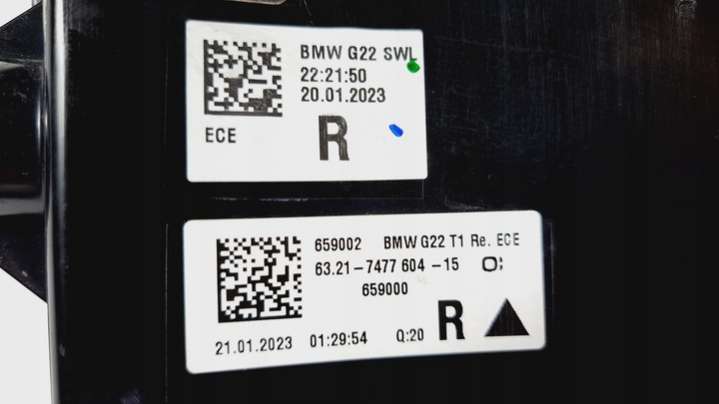 BMW G22 SWL
22:21:50
20.01.2023
ECE
R
659002 BMW G22 T1 Re. ECE
63.21-7477 604 -15
659000
R
21.01.2023 01:29:54 Q:20